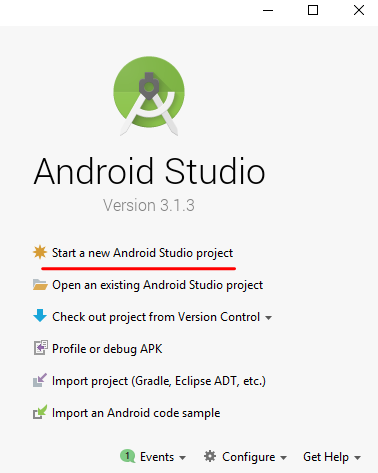 Android Studio
Version 3.1.3
Start a new Android Studio project
Open an existing Android Studio project
Check out project from Version Control
Profile or debug APK
Import project (Gradle, Eclipse ADT, etc.)
Import an Android code sample
1 Events Configure Get Help